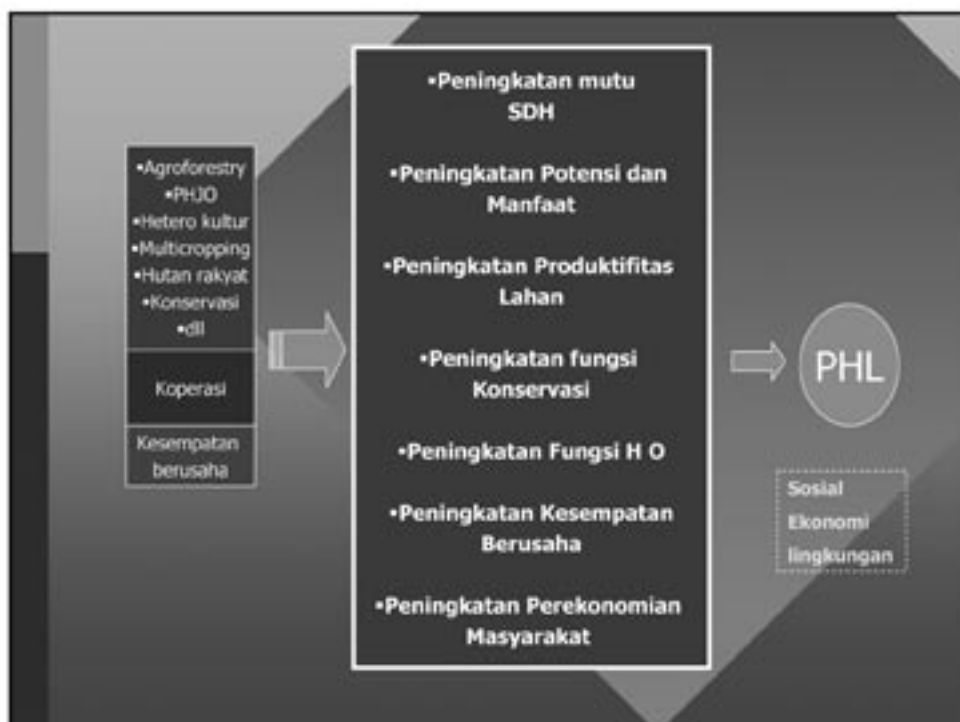 •Agroforestry
•PHJO
•Hetero kultur
•Multicropping
•Hutan rakyat
•Konservasi
•dll
Koperasi
Kesempatan
berusaha
•Peningkatan mutu
SDH
•Peningkatan Potensi dan
Manfaat
•Peningkatan Produktifitas
Lahan
•Peningkatan fungsi
Konservasi
•Peningkatan Fungsi H O
•Peningkatan Kesempatan
Berusaha
•Peningkatan Perekonomian
Masyarakat
PHL
Sosial
Ekonomi
lingkungan